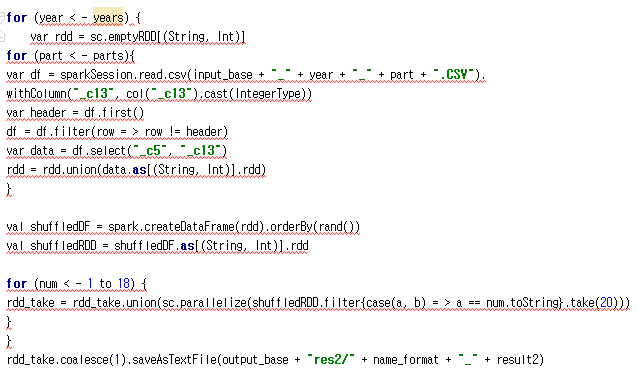 for (year < - years) {
var rdd = sc.emptyRDD[(String, Int)]
for (part < - parts){
var df = sparkSession.read.csv(input_base + "_" + year + "_" + part + ".CSV").
withColumn("_c13", col("_c13").cast(IntegerType))
var header = df.first()
df = df.filter(row = > row != header)
var data = df.select("_c5", "_c13")
rdd = rdd.union(data.as[(String, Int)].rdd)
}
val shuffledDF = spark.createDataFrame(rdd).orderBy(rand())
val shuffledRDD = shuffledDF.as[(String, Int)].rdd
for (num < - 1 to 18) {
rdd_take = rdd_take.union(sc.parallelize(shuffledRDD.filter{case(a, b) = > a == num.toString}.take(20)))
}
}
rdd_take.coalesce(1).saveAsTextFile(output_base + "res2/" + name_format + "_" + result2)